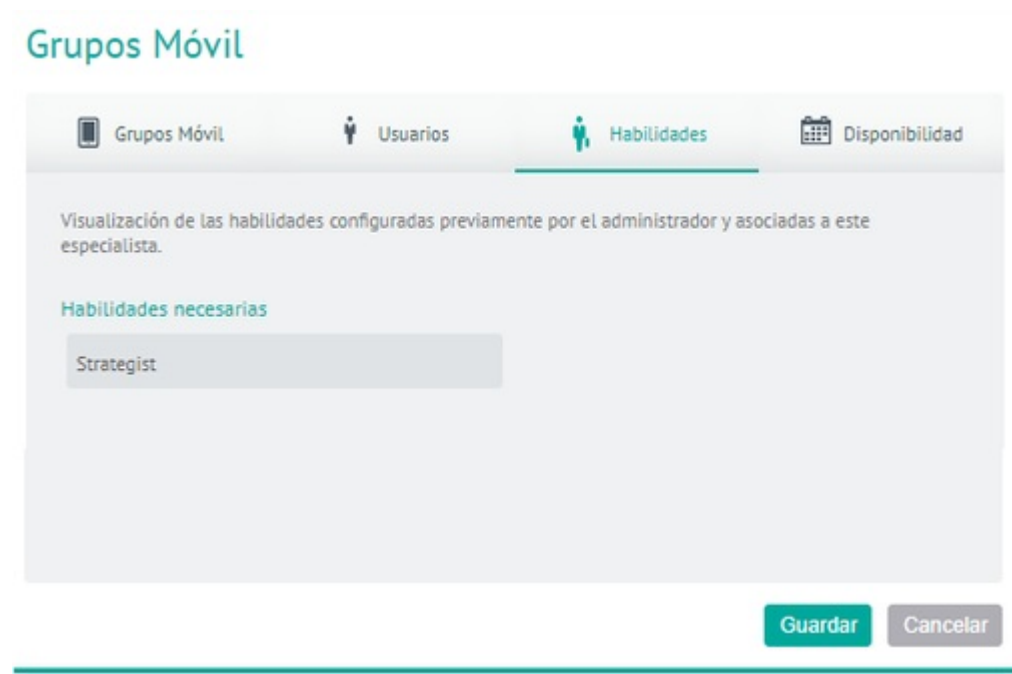 Grupos Móvil
Grupos Móvil
Usuarios
Habilidades
Disponibilidad
Visualización de las habilidades configuradas previamente por el administrador y asociadas a este
especialista.
Habilidades necesarias
Strategist
Guardar
Cancelar